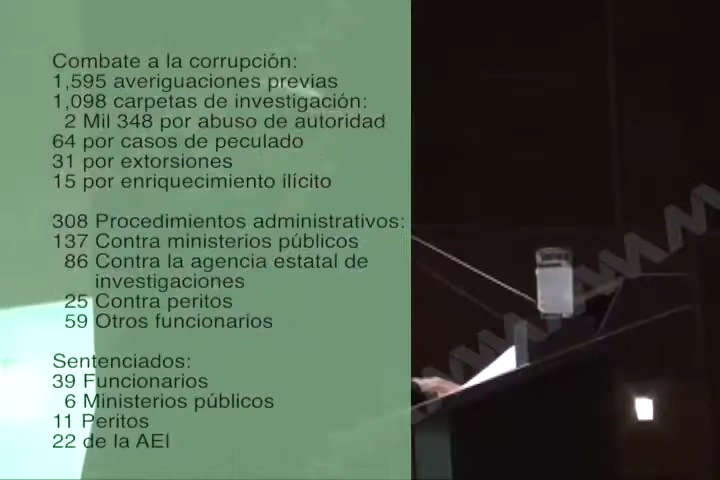 Combate a la corrupción:
1,595 averiguaciones previas
1,098 carpetas de investigación:
2 Mil 348 por abuso de autoridad
64 por casos de peculado
31 por extorsiones
15 por enriquecimiento ilícito
308 Procedimientos administrativos:
137 Contra ministerios públicos
86 Contra la agencia estatal de
investigaciones
25 Contra peritos
59 Otros funcionarios
Sentenciados:
39 Funcionarios
6 Ministerios públicos
11 Peritos
22 de la AEI